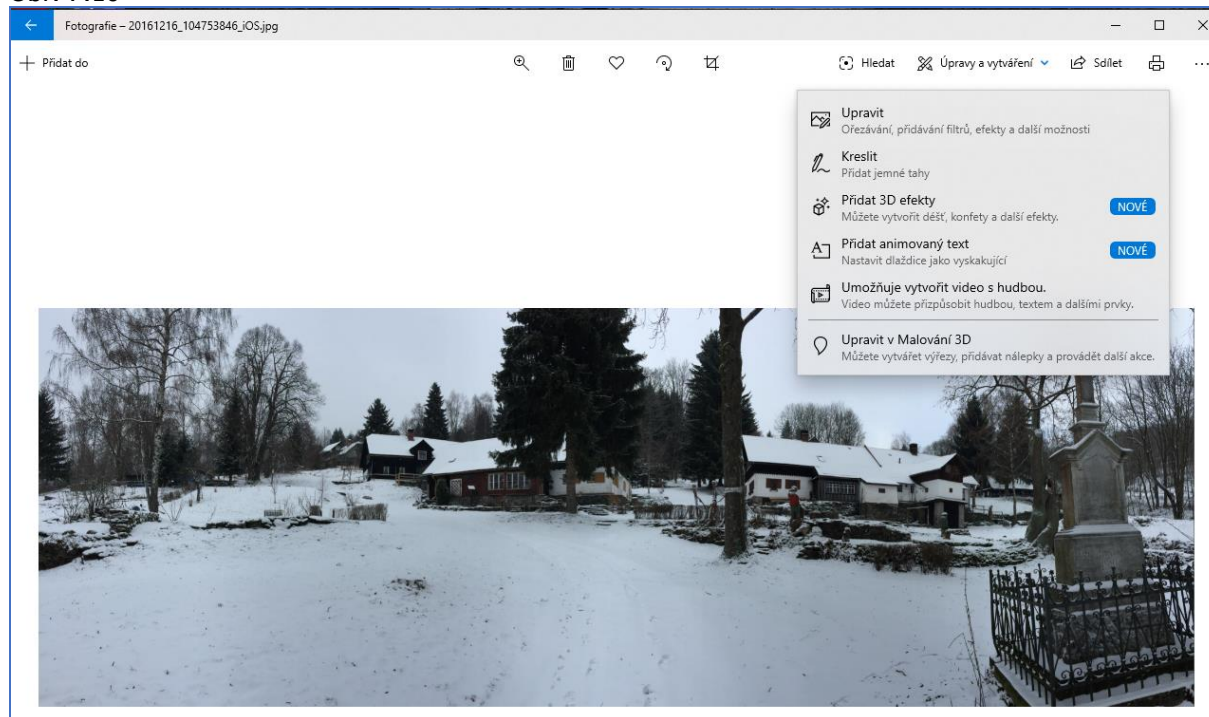 Fotografie – 20161216_104753846_iOS.jpg
Přidat do
Hledat
Úpravy a vytváření
Sdílet
Upravit
Ořezávání, přidávání filtrů, efekty a další možnosti
Kreslit
Přidat jemné tahy
Přidat 3D efekty
Můžete vytvořit déšť, konfety a další efekty.
NOVÉ
Přidat animovaný text
Nastavit dlaždice jako vyskakující
NOVÉ
Umožňuje vytvořit video s hudbou.
Video můžete přizpůsobit hudbou, textem a dalšími prvky.
Upravit v Malování 3D
Můžete vytvářet výřezy, přidávat nálepky a provádět další akce.